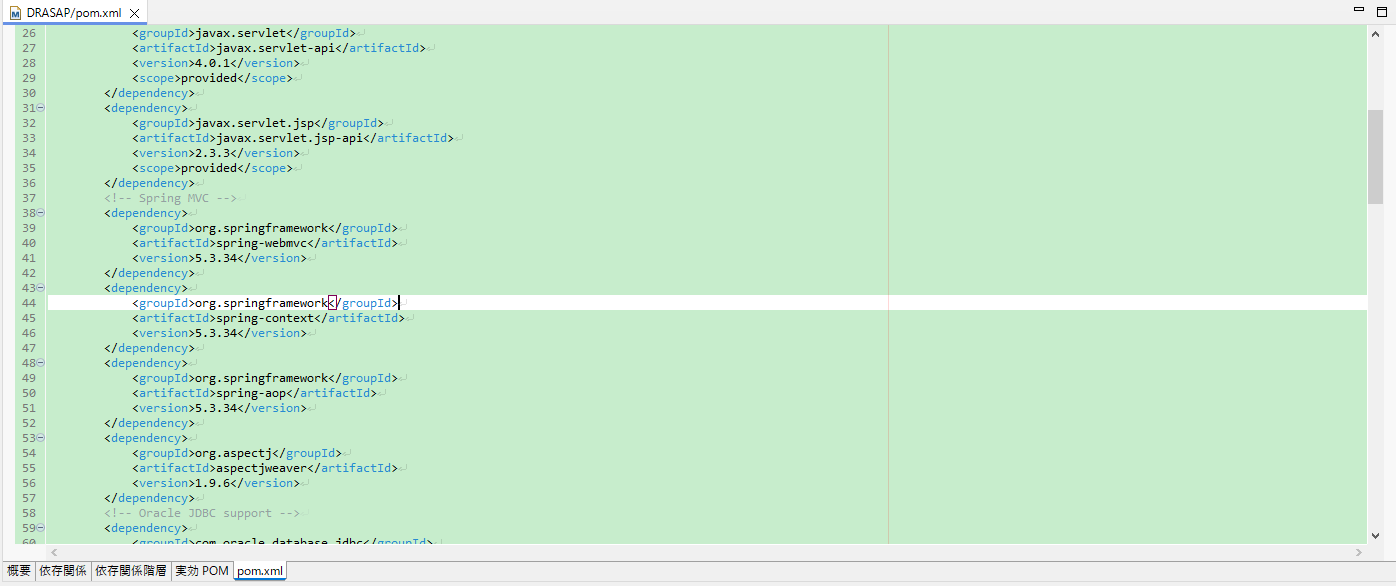 DRASAP/pom.xml
26 <groupId>javax.servlet</groupId>
27 <artifactId>javax.servlet-api</artifactId>
28 <version>4.0.1</version>
29 <scope>provided</scope>
30 </dependency>
31 <dependency>
32 <groupId>javax.servlet.jsp</groupId>
33 <artifactId>javax.servlet.jsp-api</artifactId>
34 <version>2.3.3</version>
35 <scope>provided</scope>
36 </dependency>
37 <!-- Spring MVC -->
38 <dependency>
39 <groupId>org.springframework</groupId>
40 <artifactId>spring-webmvc</artifactId>
41 <version>5.3.34</version>
42 </dependency>
43 <dependency>
44 <groupId>org.springframework</groupId>
45 <artifactId>spring-context</artifactId>
46 <version>5.3.34</version>
47 </dependency>
48 <dependency>
49 <groupId>org.springframework</groupId>
50 <artifactId>spring-aop</artifactId>
51 <version>5.3.34</version>
52 </dependency>
53 <dependency>
54 <groupId>org.aspectj</groupId>
55 <artifactId>aspectjweaver</artifactId>
56 <version>1.9.6</version>
57 </dependency>
58 <!-- Oracle JDBC support -->
59 <dependency>
60 <groupId>com.oracle.database.jdbc</groupId>
概要 依存関係 依存関係階層 実効 POM pom.xml